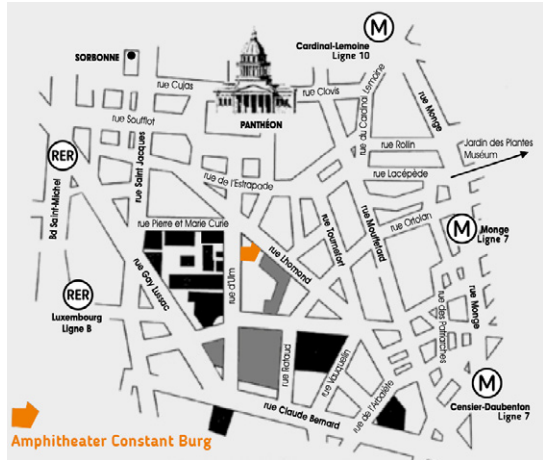 M
Cardinal-Lemoine
Ligne 10
SORBONNE
rue Cujas
rue Clovis
rue du Cardinal Lemoine
rue Monge
rue Soufflot
PANTHÉON
rue Rollin
Jardin des Plantes
Muséum
RER
rue Saint Jacques
rue de l'Estrapade
rue Lacépède
Bd Saint-Michel
rue Pierre et Marie Curie
rue Tournefort
rue Mouffetard
rue Ortolan
M
Monge
Ligne 7
rue Lhomond
rue Gay Lussac
rue d'Ulm
RER
Luxembourg
Ligne B
rue des Patriarches
rue Monge
rue Rataud
rue Vauquelin
rue de l'Arbalète
M
Censier-Daubenton
Ligne 7
rue Claude Bernard
Amphitheater Constant Burg